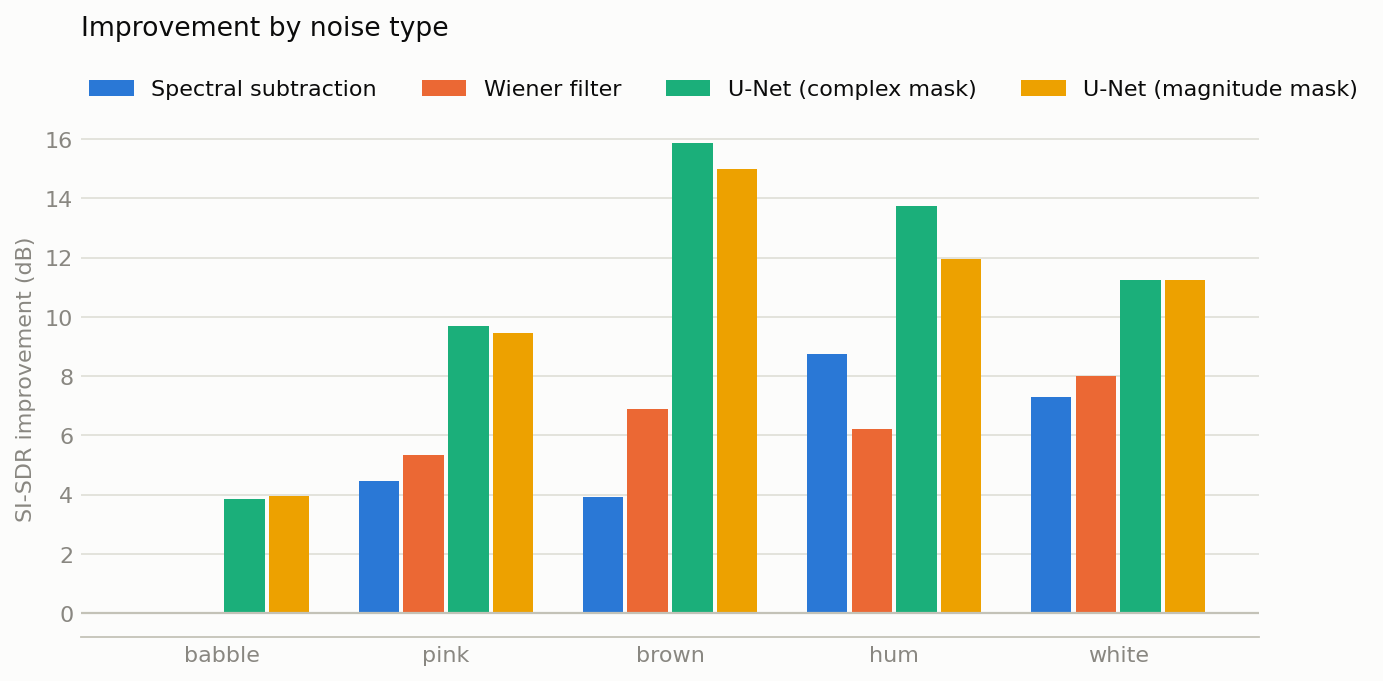 Improvement by noise type
Spectral subtraction Wiener filter U-Net (complex mask) U-Net (magnitude mask)
SI-SDR improvement (dB)
16
14
12
10
8
6
4
2
0
babble pink brown hum white